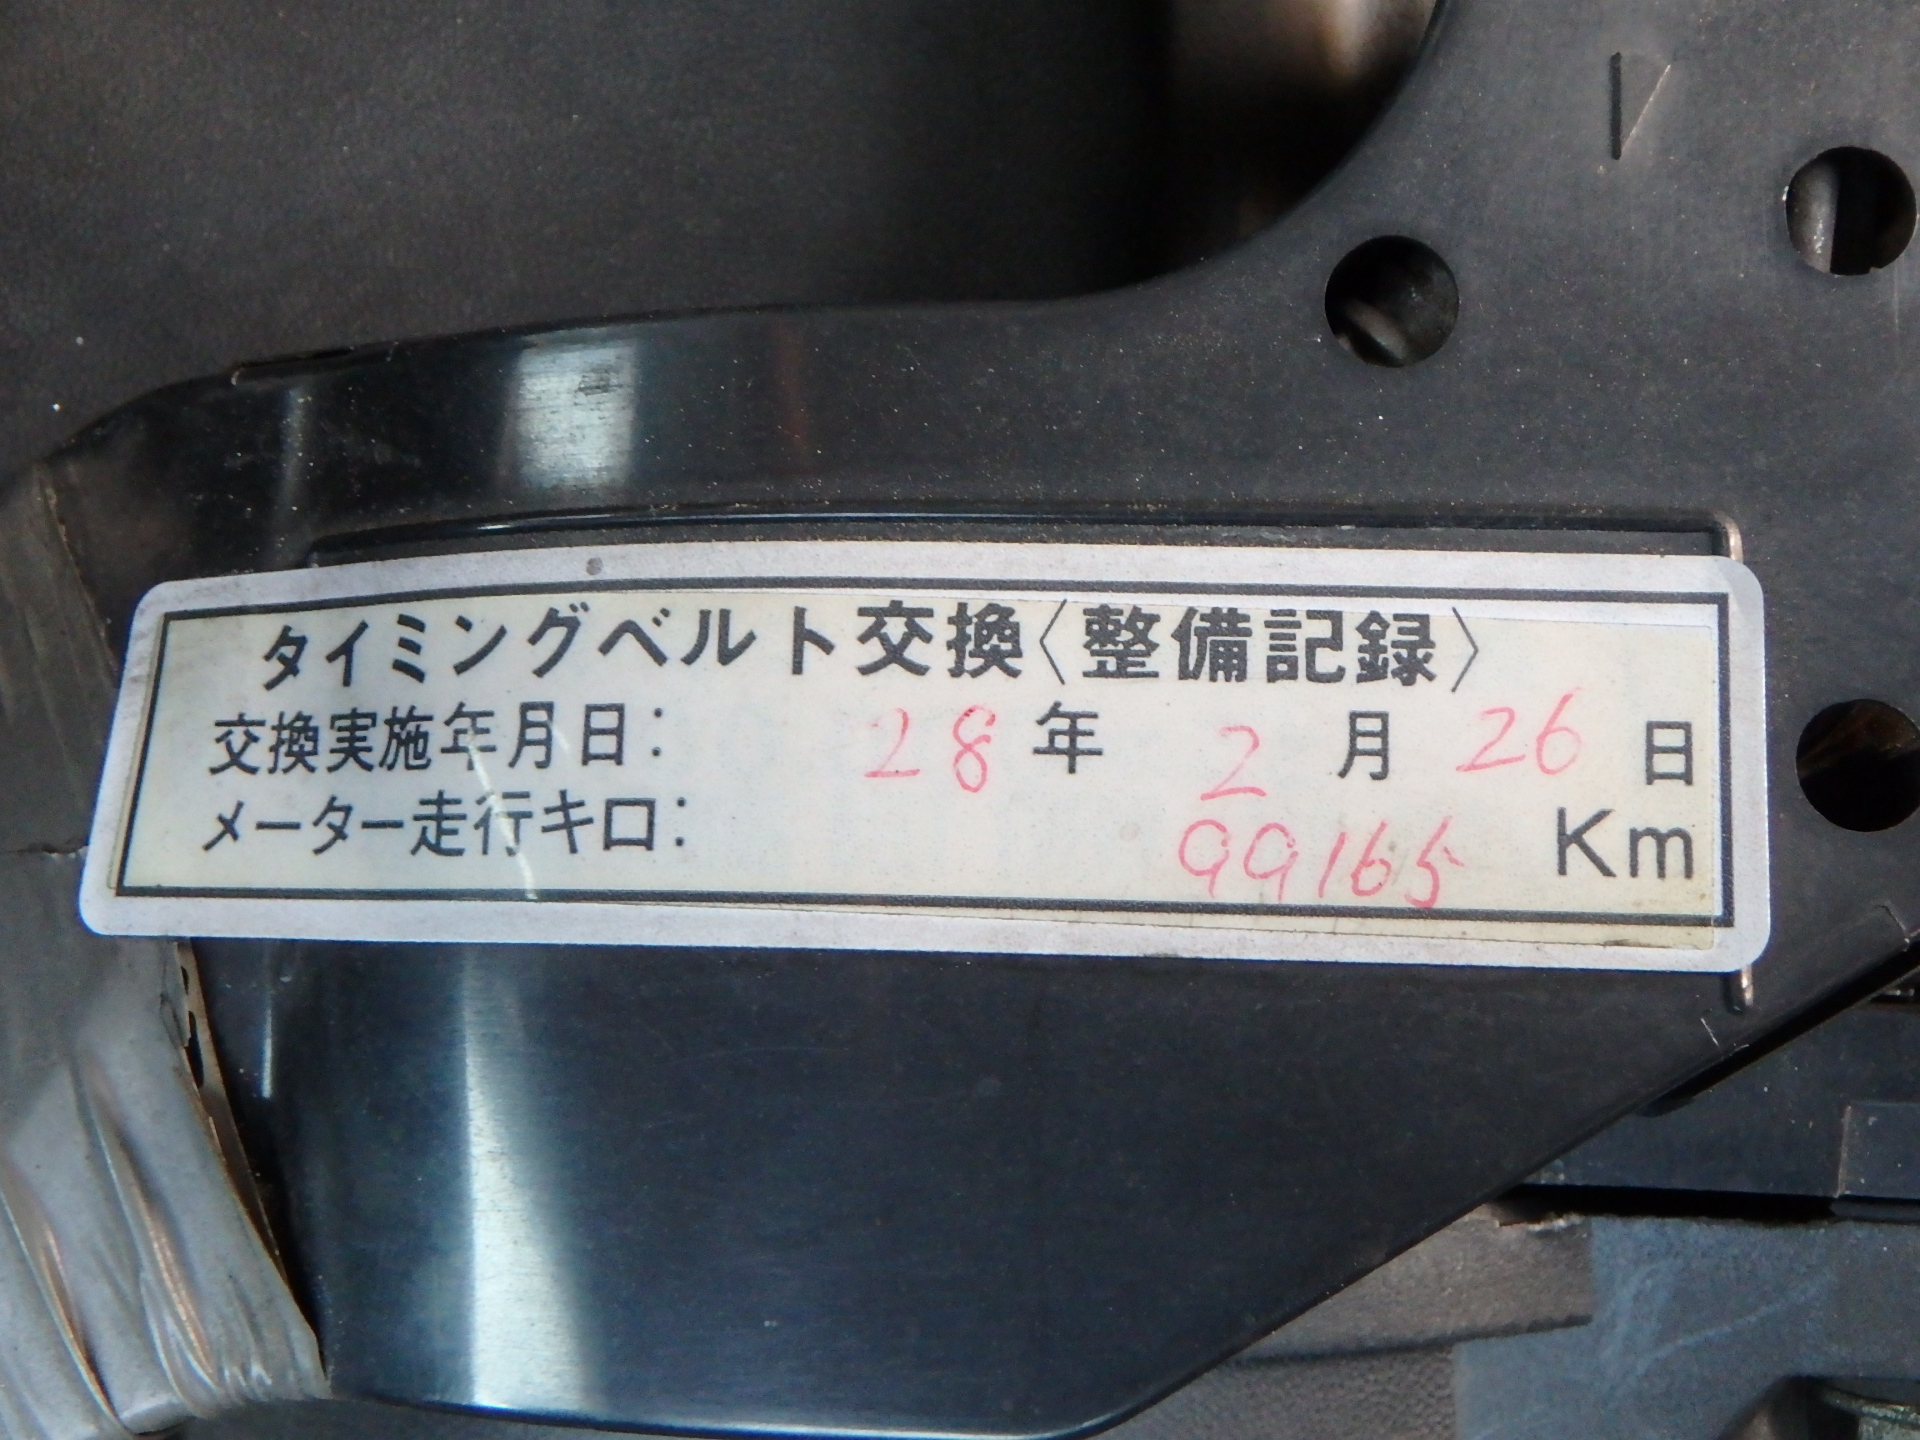 タイミングベルト交換〈整備記録〉
交換実施年月日： 28 年 2 月 26 日
メーター走行キロ： 99165 Km